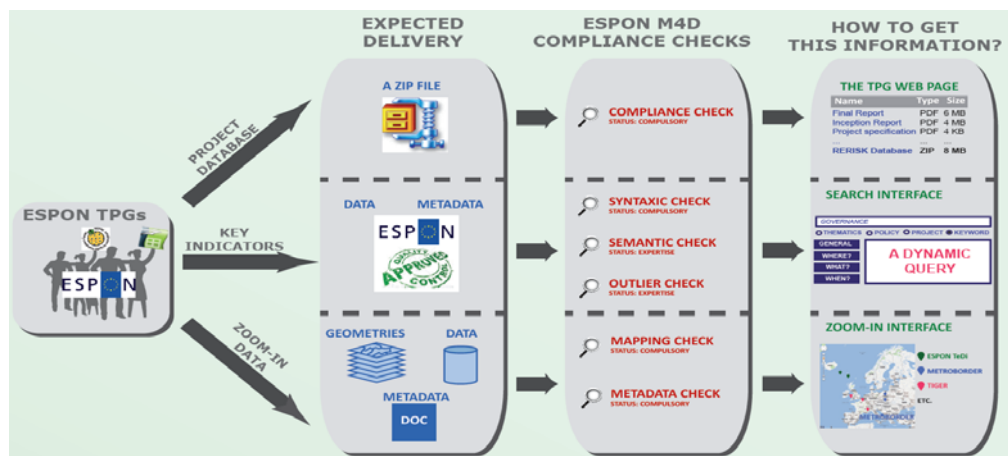 EXPECTED
DELIVERY
ESPON M4D
COMPLIANCE CHECKS
HOW TO GET
THIS INFORMATION?
ESPON TPGs
ESPON
PROJECT
DATABASE
KEY
INDICATORS
ZOOM-IN
DATA
A ZIP FILE
DATA
METADATA
ESPON
QUALITY
APPROVED
CONTROL
GEOMETRIES
DATA
METADATA
DOC
COMPLIANCE CHECK
STATUS: COMPULSORY
SYNTAXIC CHECK
STATUS: COMPULSORY
SEMANTIC CHECK
STATUS: EXPERTISE
OUTLIER CHECK
STATUS: EXPERTISE
MAPPING CHECK
STATUS: COMPULSORY
METADATA CHECK
STATUS: COMPULSORY
THE TPG WEB PAGE
Name Type Size
Final Report PDF 6 MB
Inception Report PDF 4 MB
Project specification PDF 4 KB
... ... ...
RERISK Database ZIP 8 MB
SEARCH INTERFACE
GOVERNANCE
THEMATICS POLICY PROJECT KEYWORD
GENERAL
WHERE?
WHAT?
WHEN?
A DYNAMIC
QUERY
ZOOM-IN INTERFACE
ESPON TeDi
METROBORDER
TIGER
ETC.
METROBORDER